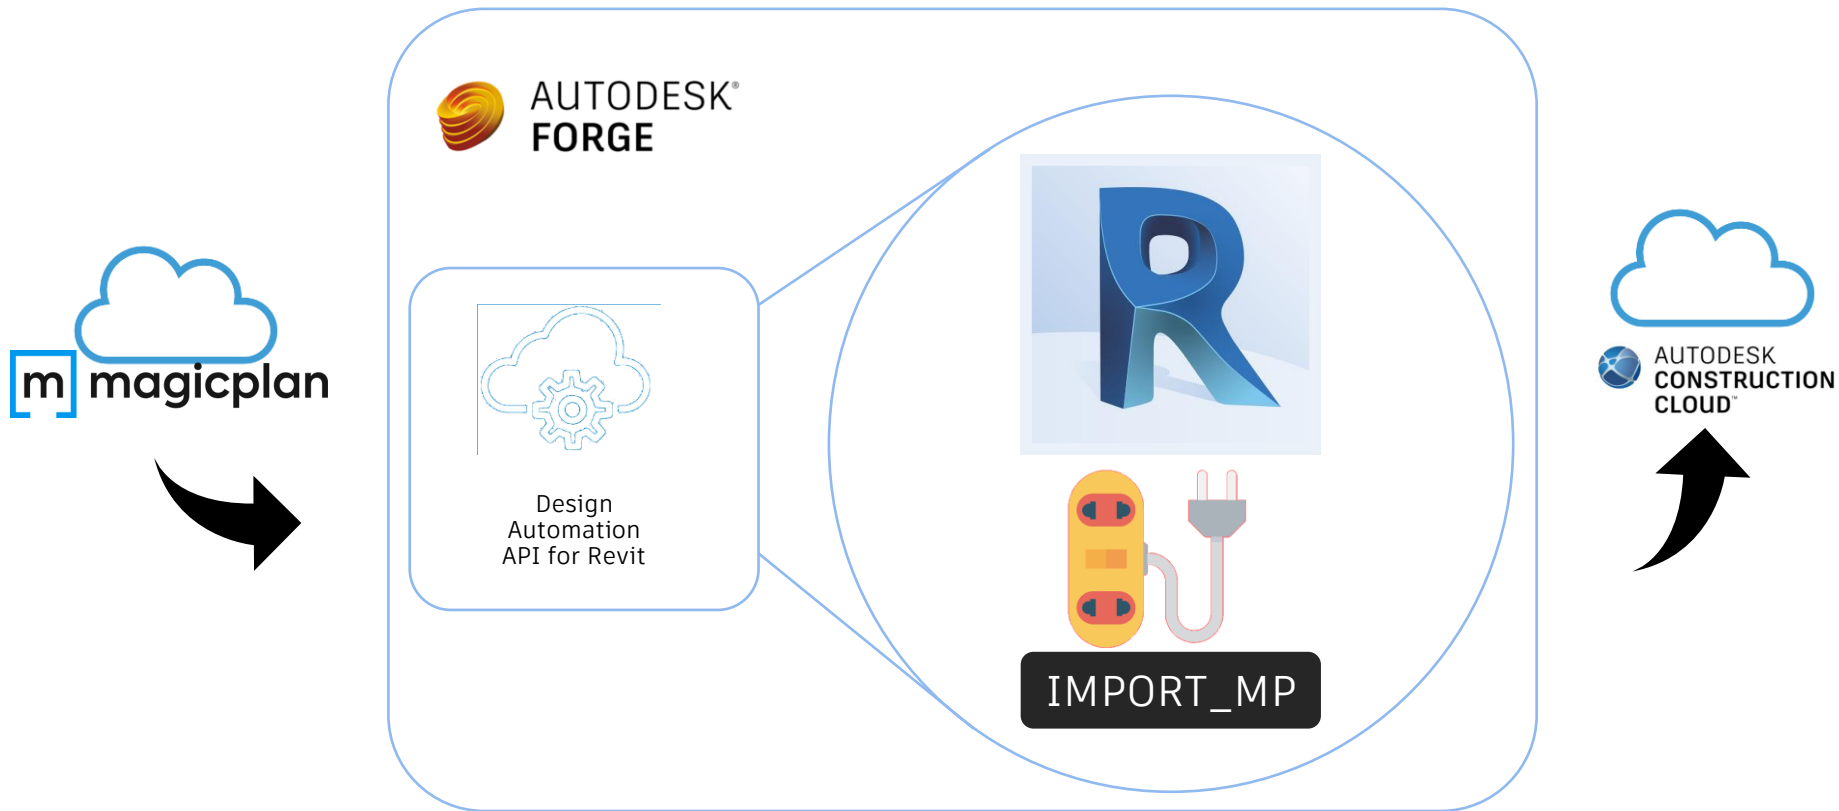 AUTODESK®
FORGE
m magicplan
Design
Automation
API for Revit
IMPORT_MP
AUTODESK
CONSTRUCTION
CLOUD™